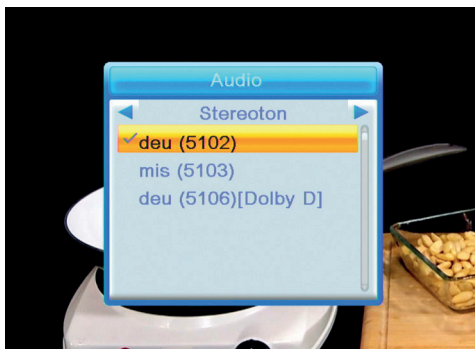 Audio
Stereoton
deu (5102)
mis (5103)
deu (5106)[Dolby D]